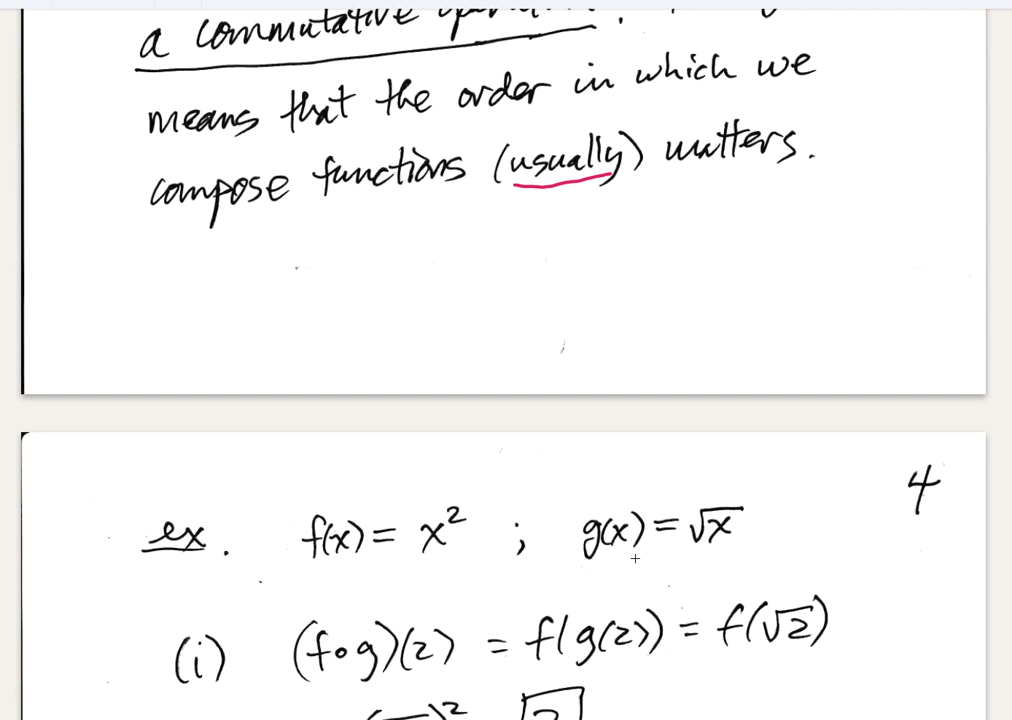 a commutative
means that the order in which we
compose functions (usually) matters.
4
ex. f(x) = x² ; g(x) = √x
(i) (f∘g)(2) = f(g(2)) = f(√2)